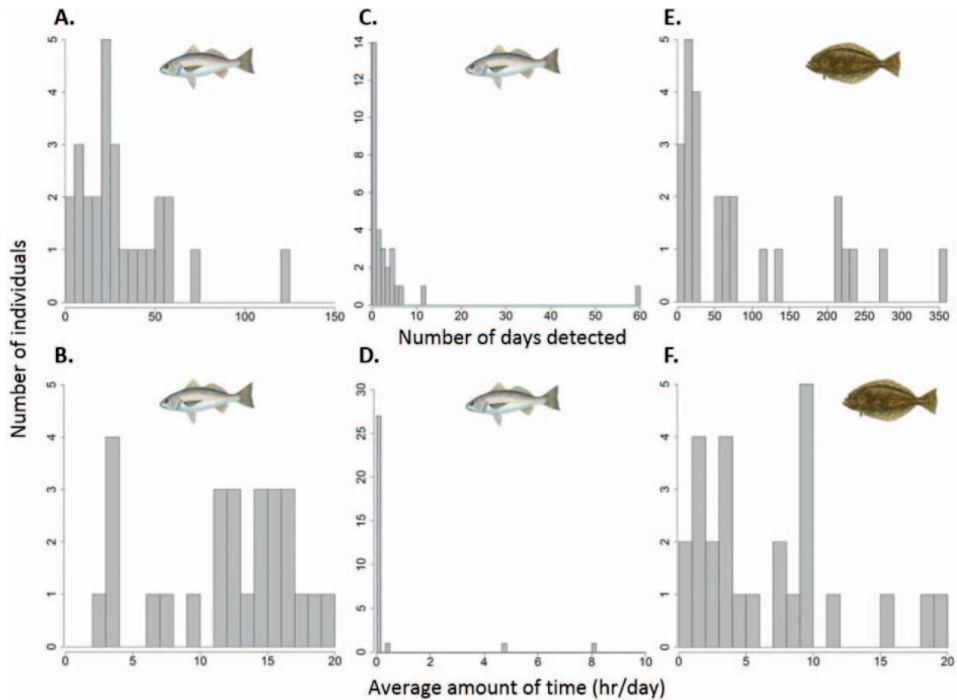 A.
5
4
3
2
1
0
0 50 100 150
C.
14
12
10
8
6
4
2
0
0 10 20 30 40 50 60
E.
5
4
3
2
1
0
0 50 100 150 200 250 300 350
Number of individuals
Number of days detected
B.
5
4
3
2
1
0
0 5 10 15 20
D.
30
25
20
15
10
5
0
0 2 4 6 8 10
F.
5
4
3
2
1
0
0 5 10 15 20
Average amount of time (hr/day)